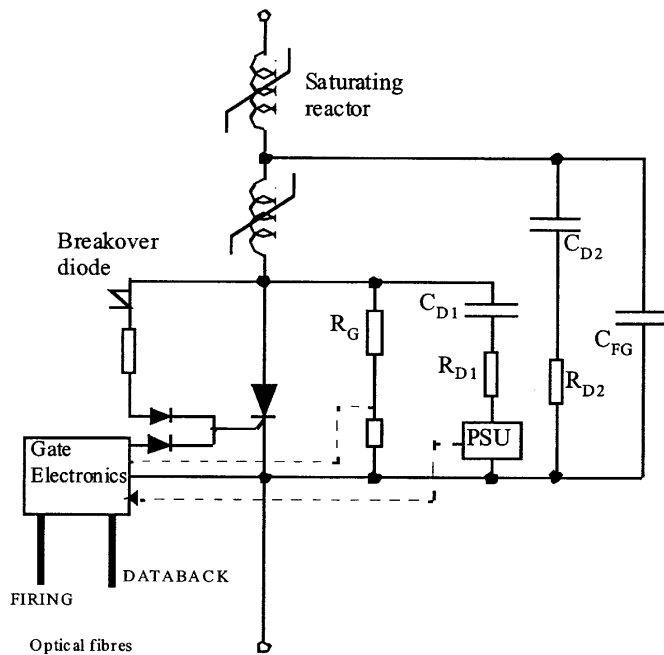 Saturating
reactor
Breakover
diode
C_D2
C_D1
R_G
C_FG
R_D1
R_D2
PSU
Gate
Electronics
DATABACK
FIRING
Optical fibres